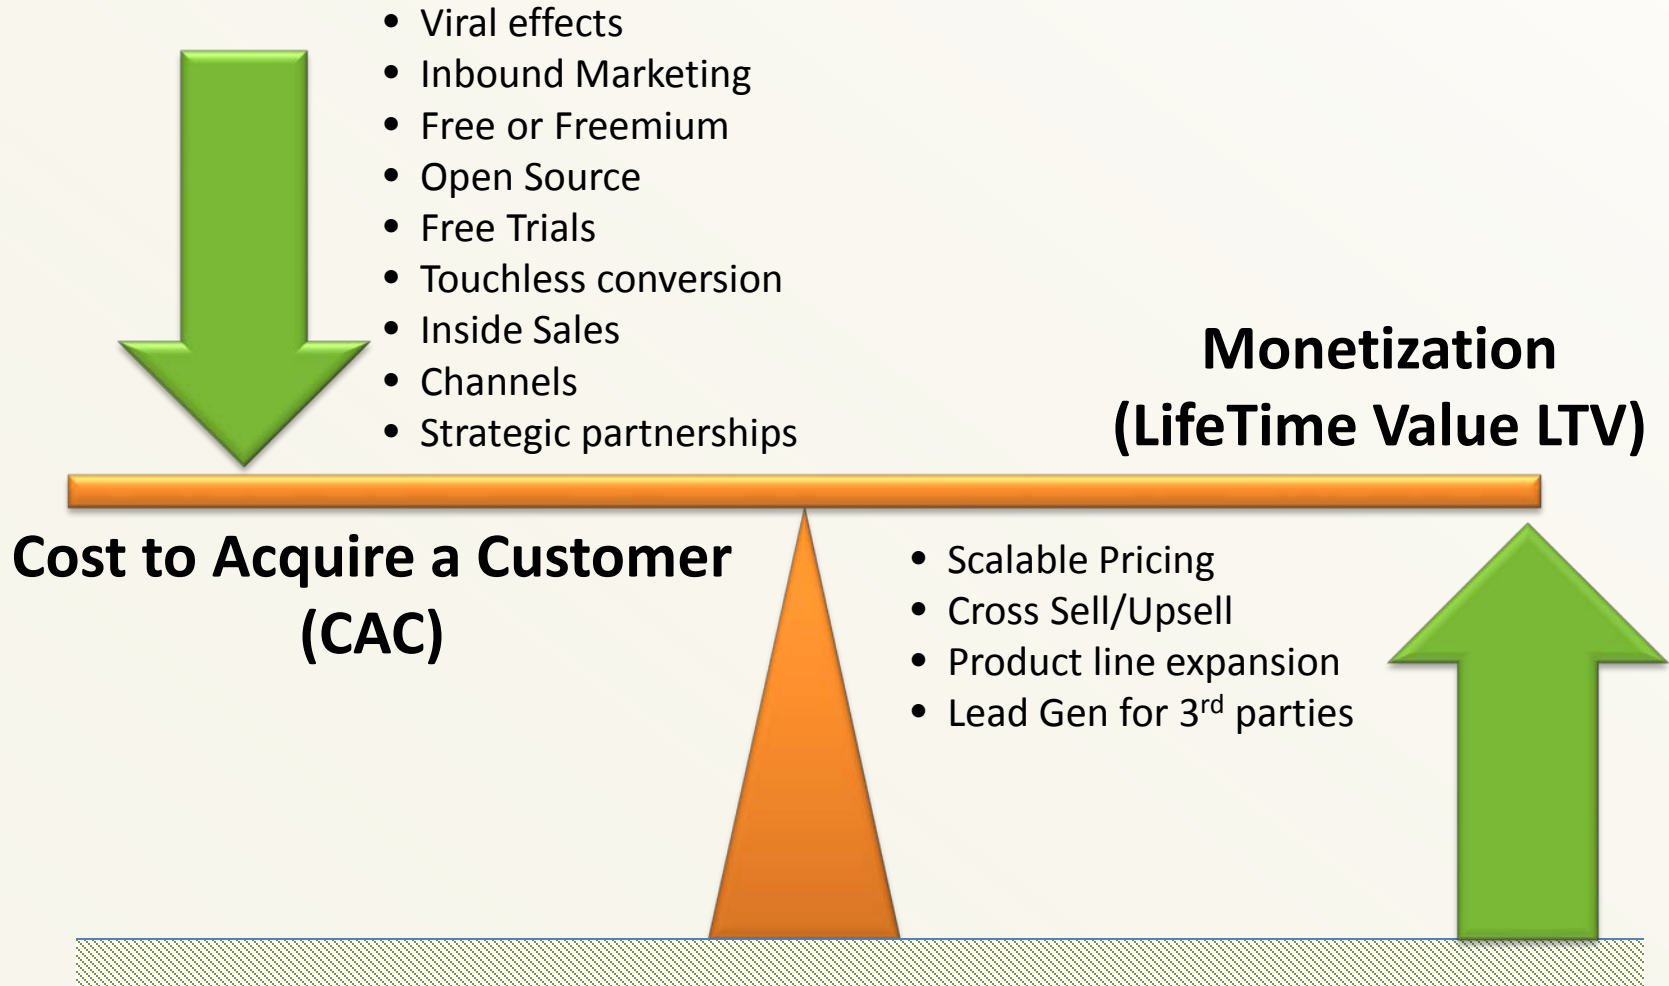 • Viral effects
• Inbound Marketing
• Free or Freemium
• Open Source
• Free Trials
• Touchless conversion
• Inside Sales
• Channels
• Strategic partnerships
Monetization
(LifeTime Value LTV)
Cost to Acquire a Customer
(CAC)
• Scalable Pricing
• Cross Sell/Upsell
• Product line expansion
• Lead Gen for 3rd parties